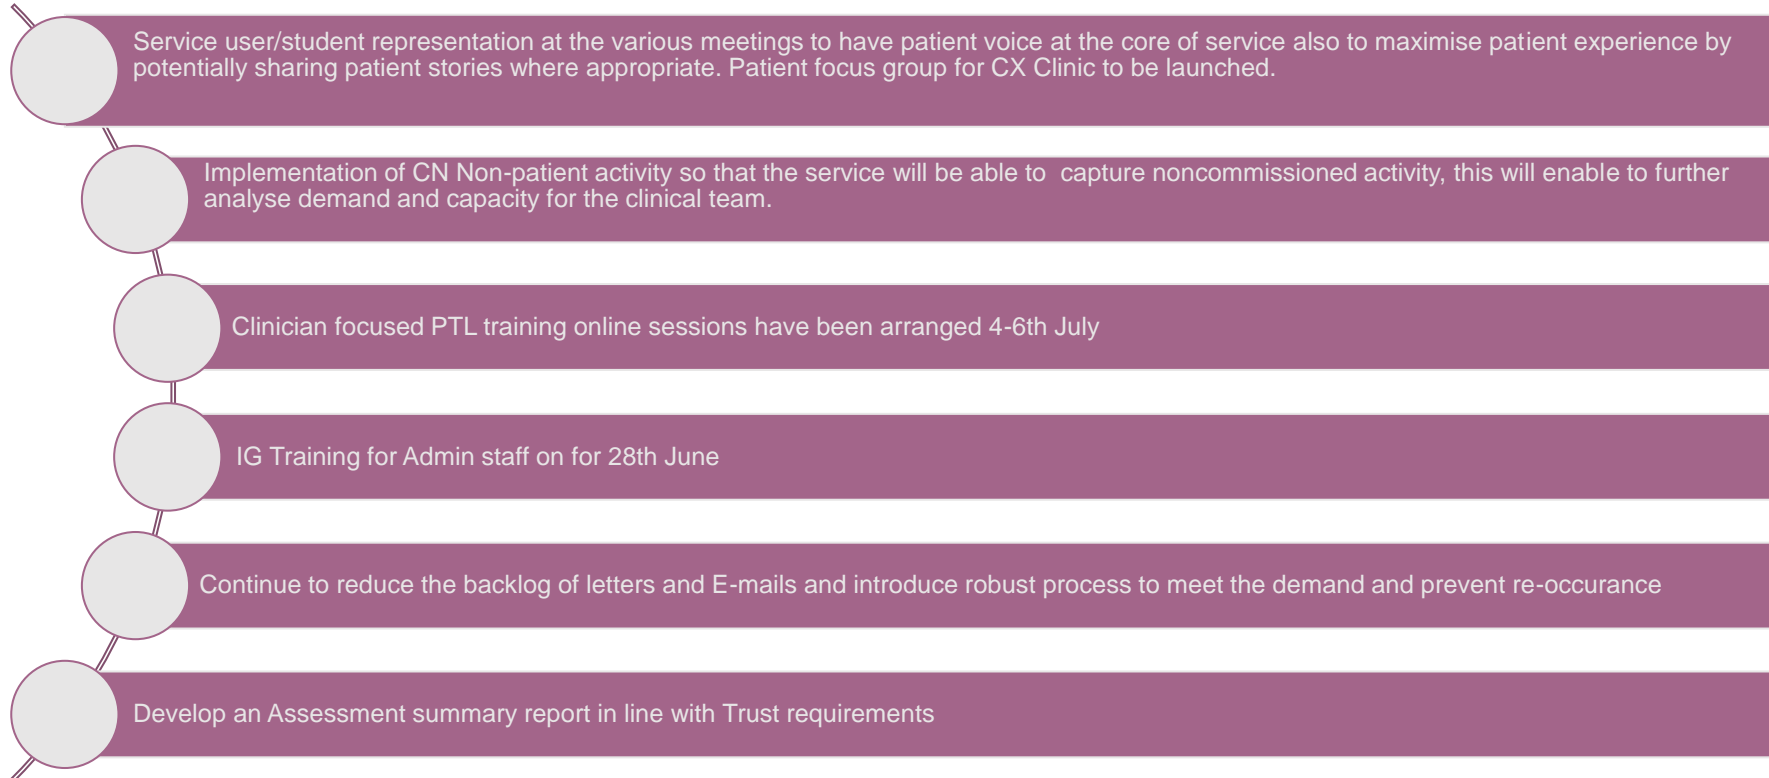 Service user/student representation at the various meetings to have patient voice at the core of service also to maximise patient experience by
potentially sharing patient stories where appropriate. Patient focus group for CX Clinic to be launched.
Implementation of CN Non-patient activity so that the service will be able to  capture noncommissioned activity, this will enable to further
analyse demand and capacity for the clinical team.
Clinician focused PTL training online sessions have been arranged 4-6th July
IG Training for Admin staff on for 28th June
Continue to reduce the backlog of letters and E-mails and introduce robust process to meet the demand and prevent re-occurance
Develop an Assessment summary report in line with Trust requirements